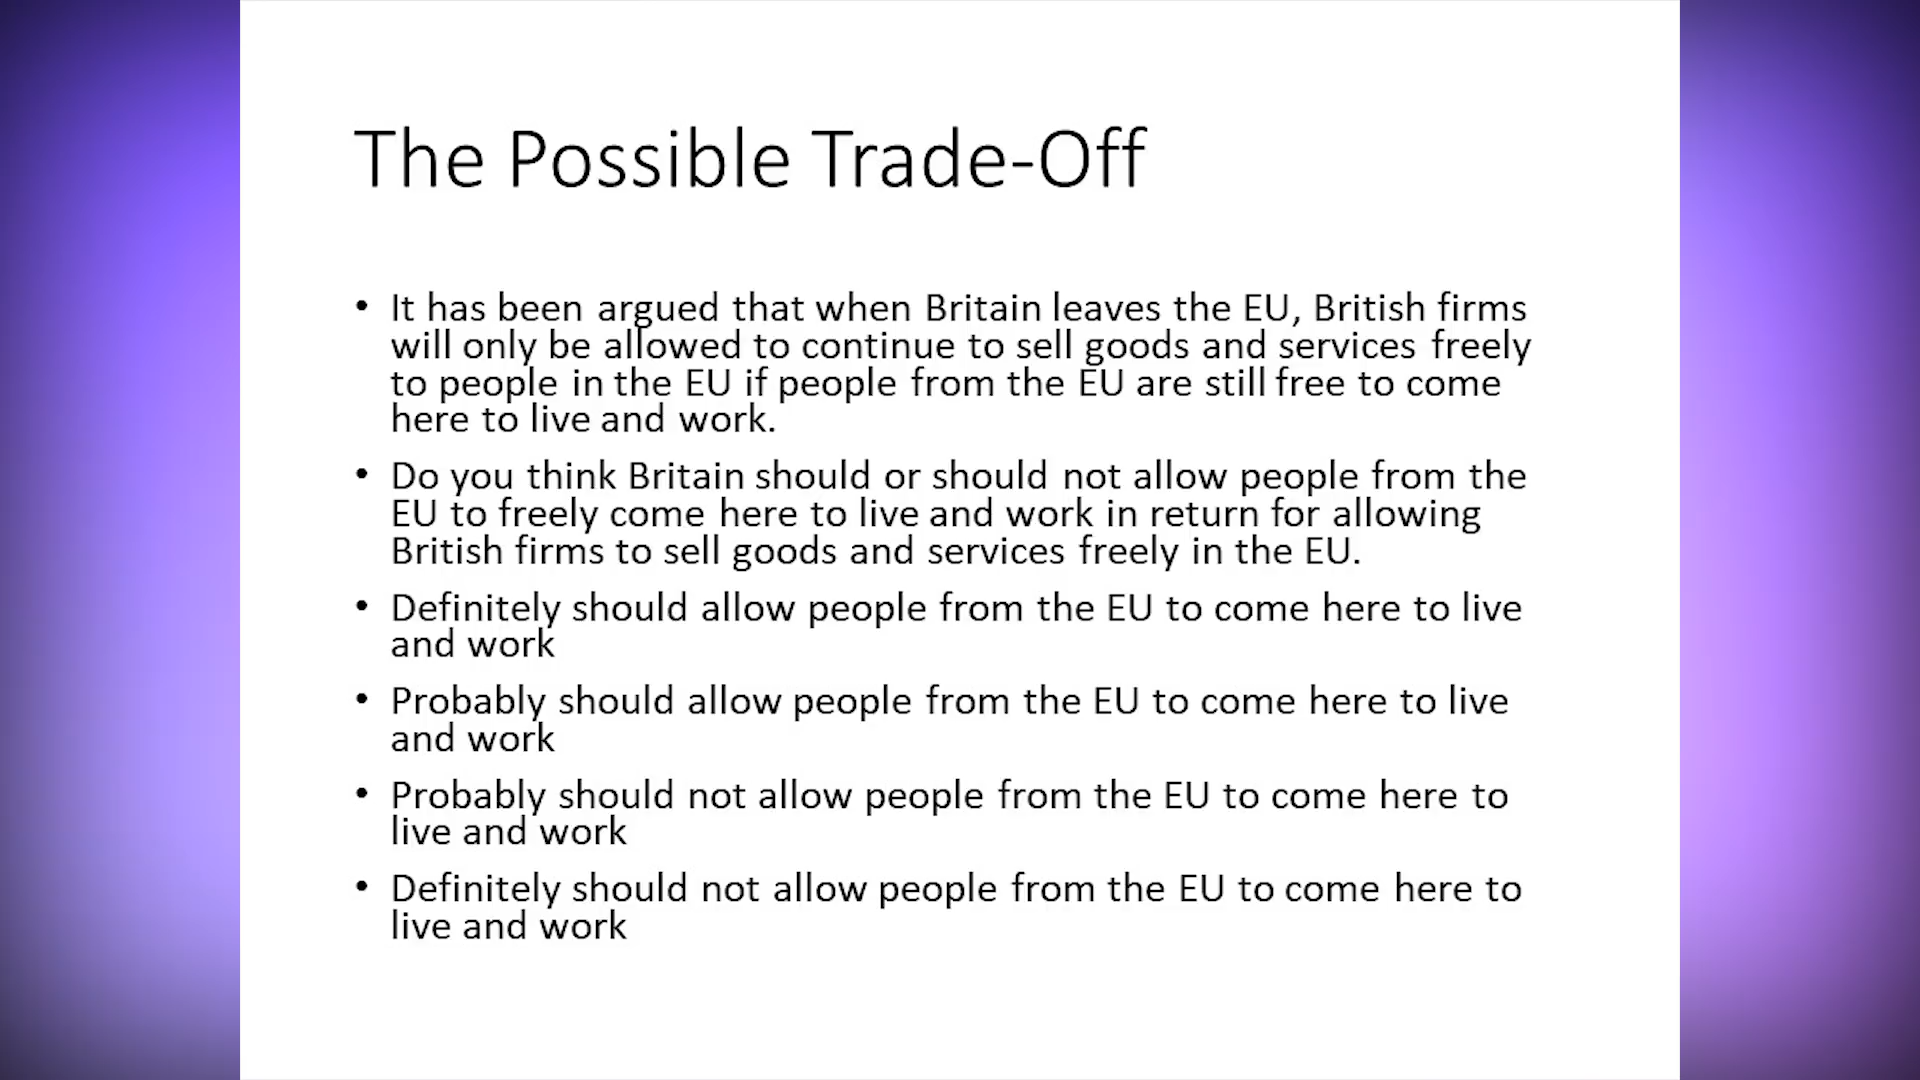 The Possible Trade-Off
• It has been argued that when Britain leaves the EU, British firms
will only be allowed to continue to sell goods and services freely
to people in the EU if people from the EU are still free to come
here to live and work.
• Do you think Britain should or should not allow people from the
EU to freely come here to live and work in return for allowing
British firms to sell goods and services freely in the EU.
• Definitely should allow people from the EU to come here to live
and work
• Probably should allow people from the EU to come here to live
and work
• Probably should not allow people from the EU to come here to
live and work
• Definitely should not allow people from the EU to come here to
live and work